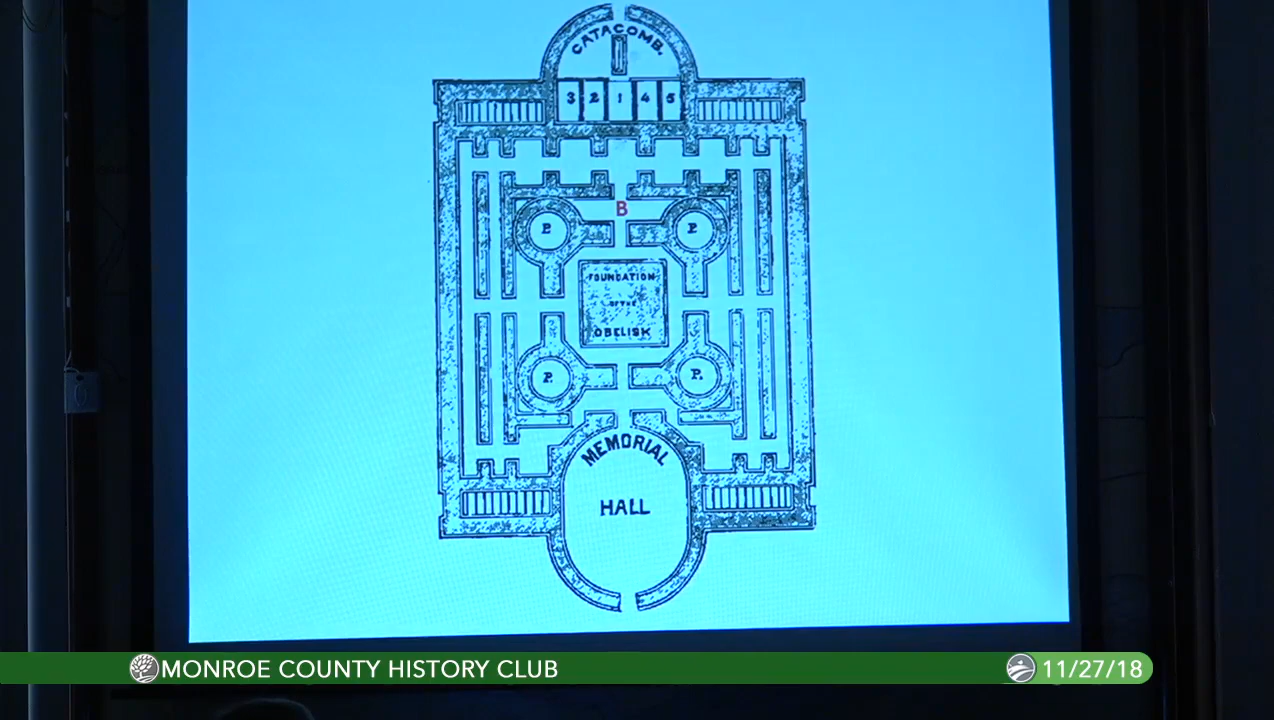 CATACOMB.
3 2 1 4 5
B
P. P.
FOUNDATION
OF THE
OBELISK
P. P.
MEMORIAL
HALL
MONROE COUNTY HISTORY CLUB
11/27/18